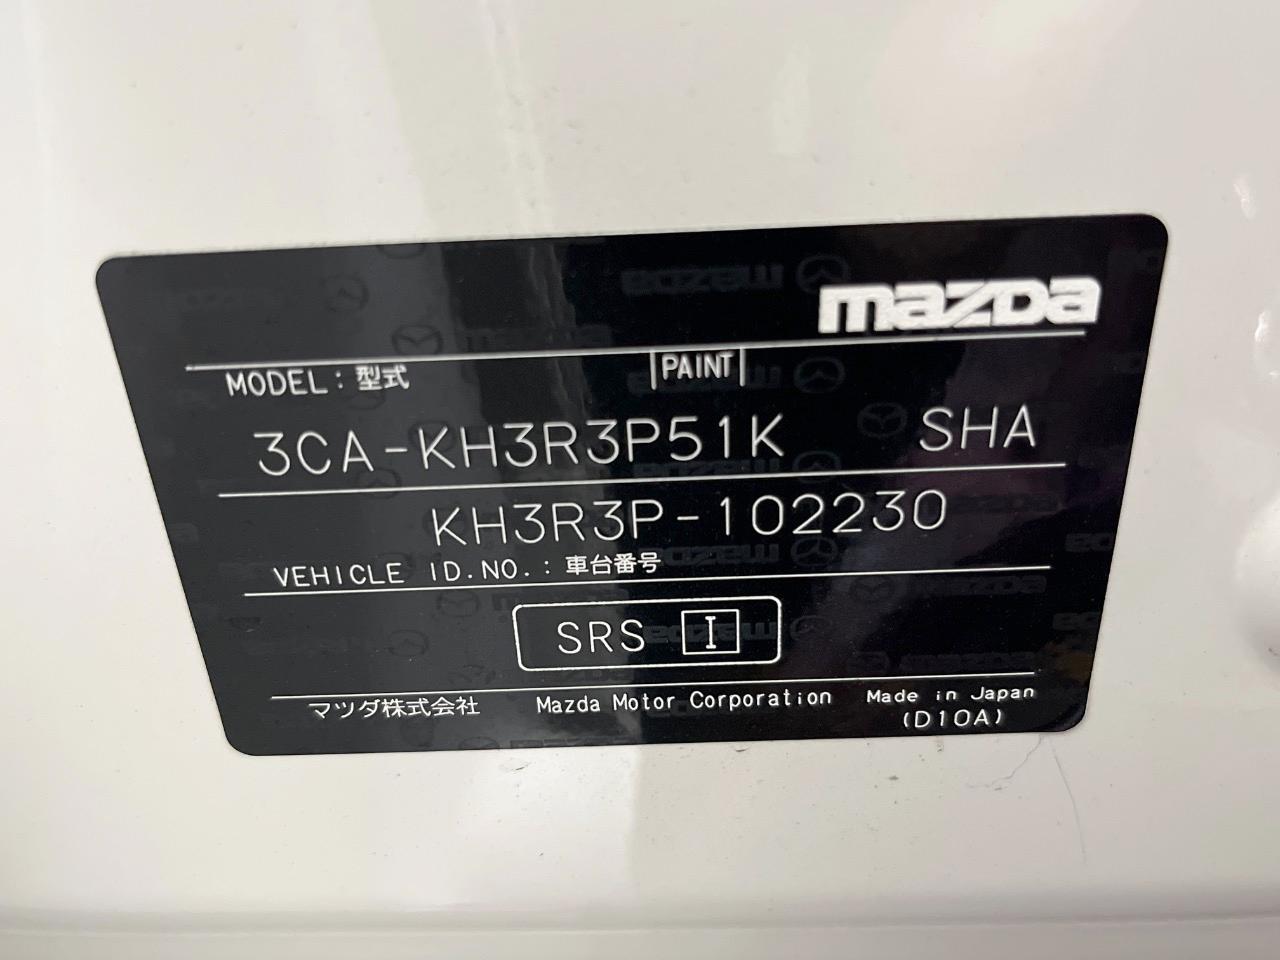 mazda
MODEL: 型式 PAINT
3CA-KH3R3P51K SHA
KH3R3P-102230
VEHICLE ID.NO.: 車台番号
SRS I
マツダ株式会社 Mazda Motor Corporation Made in Japan
(D10A)